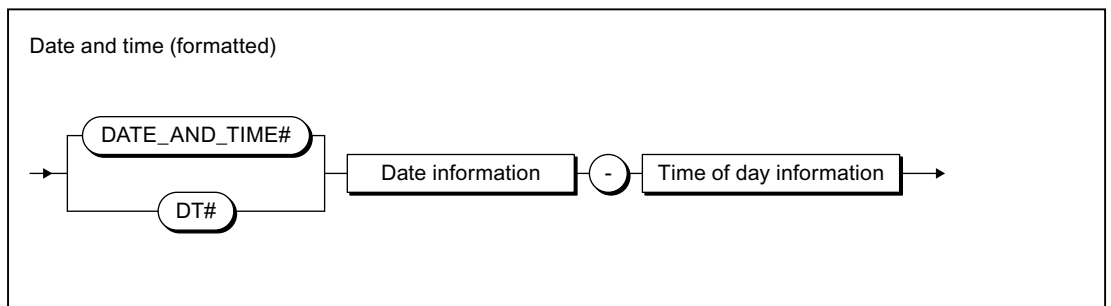 Date and time (formatted)
DATE_AND_TIME#
Date information
-
Time of day information
DT#